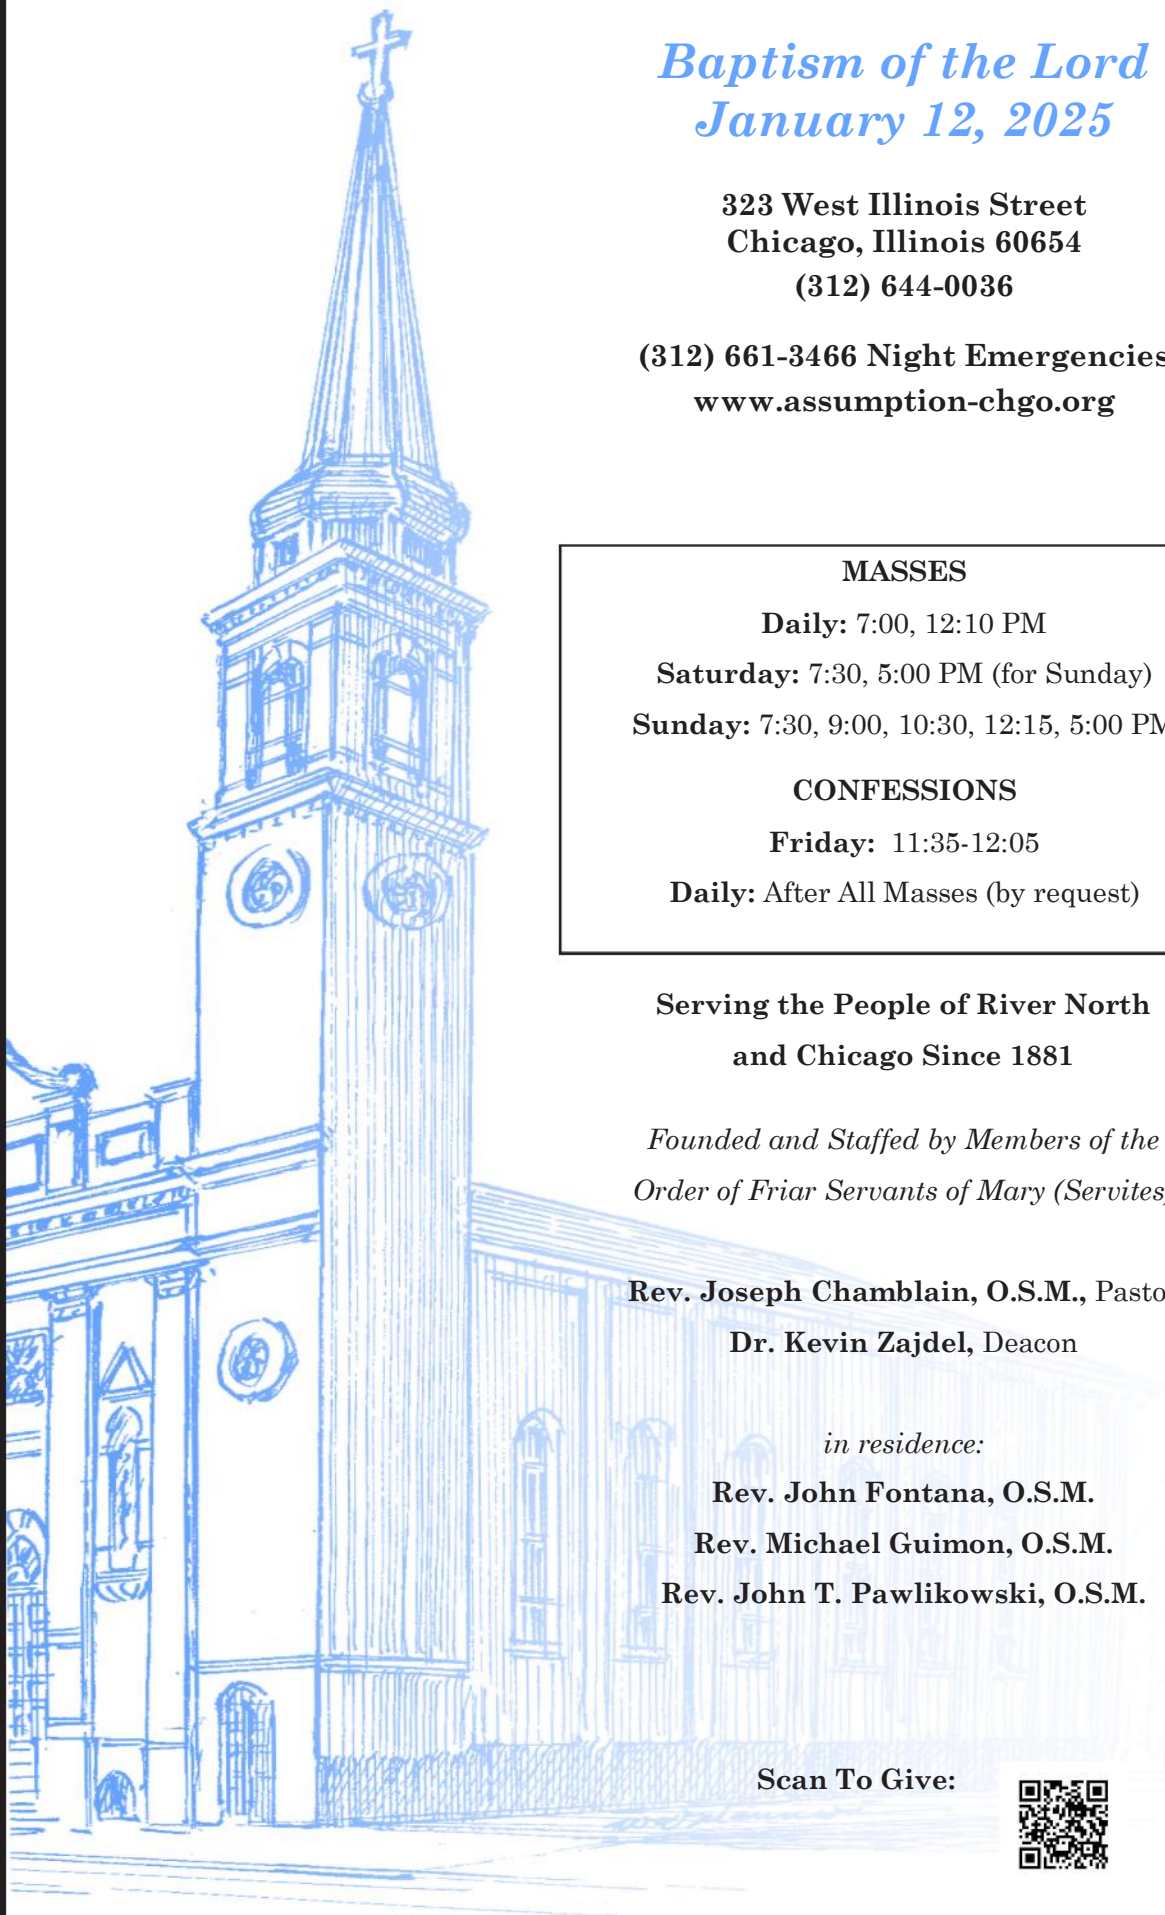 Baptism of the Lord
January 12, 2025
323 West Illinois Street
Chicago, Illinois 60654
(312) 644-0036
(312) 661-3466 Night Emergencies
www.assumption-chgo.org
MASSES
Daily: 7:00, 12:10 PM
Saturday: 7:30, 5:00 PM (for Sunday)
Sunday: 7:30, 9:00, 10:30, 12:15, 5:00 PM
CONFESSIONS
Friday: 11:35-12:05
Daily: After All Masses (by request)
Serving the People of River North
and Chicago Since 1881
Founded and Staffed by Members of the
Order of Friar Servants of Mary (Servites)
Rev. Joseph Chamblain, O.S.M., Pasto
Dr. Kevin Zajdel, Deacon
in residence:
Rev. John Fontana, O.S.M.
Rev. Michael Guimon, O.S.M.
Rev. John T. Pawlikowski, O.S.M.
Scan To Give: